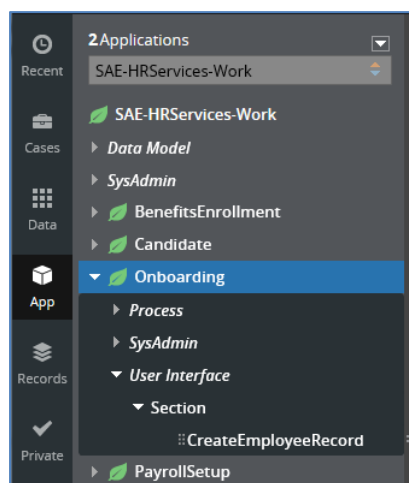 Recent
Cases
Data
App
Records
Private
2 Applications
SAE-HRServices-Work
SAE-HRServices-Work
Data Model
SysAdmin
BenefitsEnrollment
Candidate
Onboarding
Process
SysAdmin
User Interface
Section
CreateEmployeeRecord
PayrollSetup